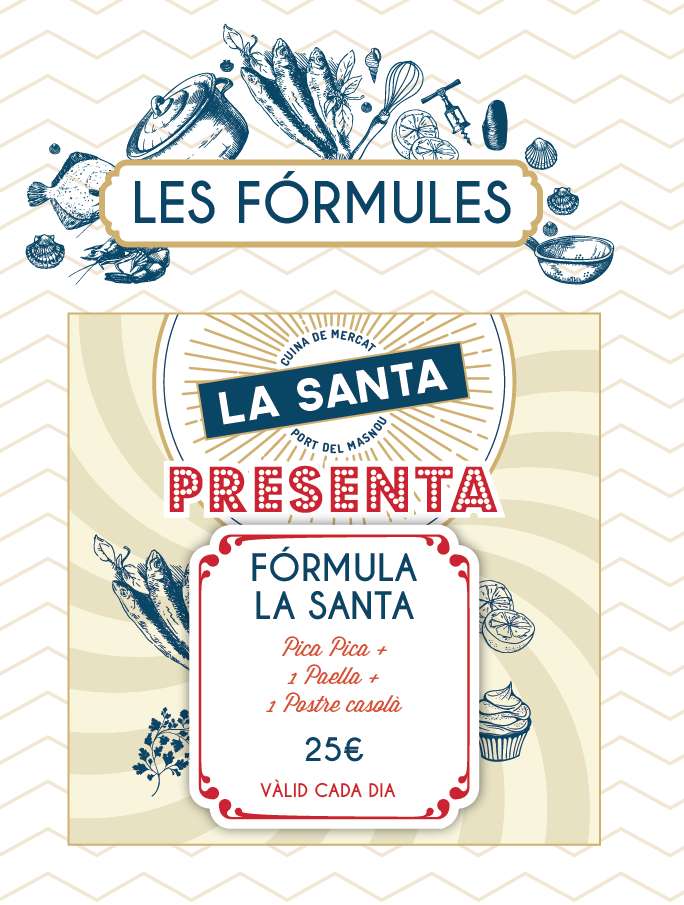 LES FÓRMULES
CUINA DE MERCAT
LA SANTA
PORT DEL MASNOU
PRESENTA
FÓRMULA
LA SANTA
Pica Pica +
1 Paella +
1 Postre casolà
25€
VÀLID CADA DIA